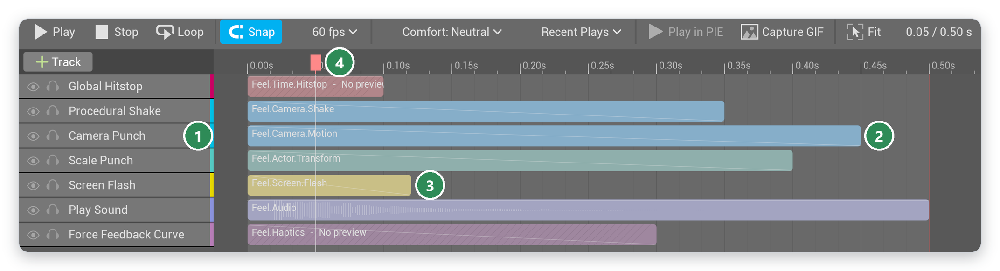 Play Stop Loop Snap 60 fps Comfort: Neutral Recent Plays Play in PIE Capture GIF Fit 0.05 / 0.50 s
+ Track
4
0.00s 0.10s 0.15s 0.20s 0.25s 0.30s 0.35s 0.40s 0.45s 0.50s
Global Hitstop Feel.Time.Hitstop - No preview
Procedural Shake Feel.Camera.Shake
Camera Punch 1 Feel.Camera.Motion 2
Scale Punch Feel.Actor.Transform
Screen Flash Feel.Screen.Flash 3
Play Sound Feel.Audio
Force Feedback Curve Feel.Haptics - No preview